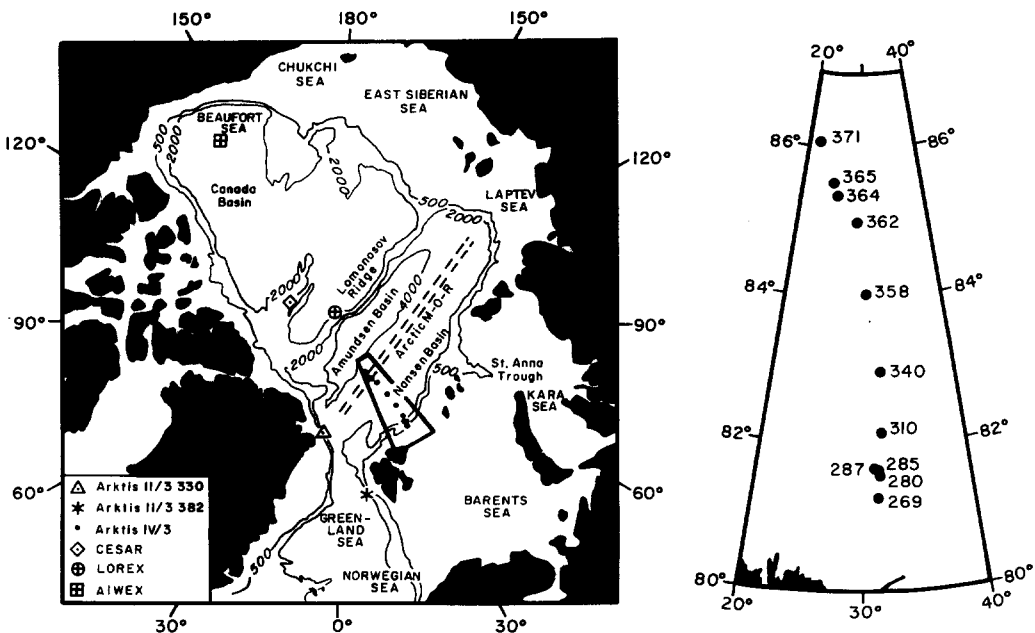 150° 180° 150°
CHUKCHI
SEA
EAST SIBERIAN
SEA
BEAUFORT
SEA
500
2000
2000
120° 120°
Canada
Basin
LAPTEV
SEA
500
2000
Lomonosov
Ridge
2000
4000
Amundsen Basin
Arctic M-O-R
Nansen Basin
2000
90° 90°
500
St. Anna
Trough
KARA
SEA
60° 60°
BARENTS
SEA
GREEN-
LAND
SEA
500
NORWEGIAN
SEA
Arktis II/3 330
Arktis II/3 382
Arktis IV/3
CESAR
LOREX
AIWEX
30° 0° 30°
20° 40°
86° 371 86°
365
364
362
84° 358 84°
340
310
82° 82°
287 285
280
269
80° 80°
20° 30° 40°